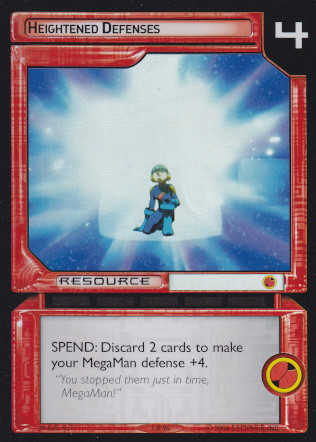 HEIGHTENED DEFENSES
4
RESOURCE
SPEND: Discard 2 cards to make
your MegaMan defense +4.
"You stopped them just in time,
MegaMan!"